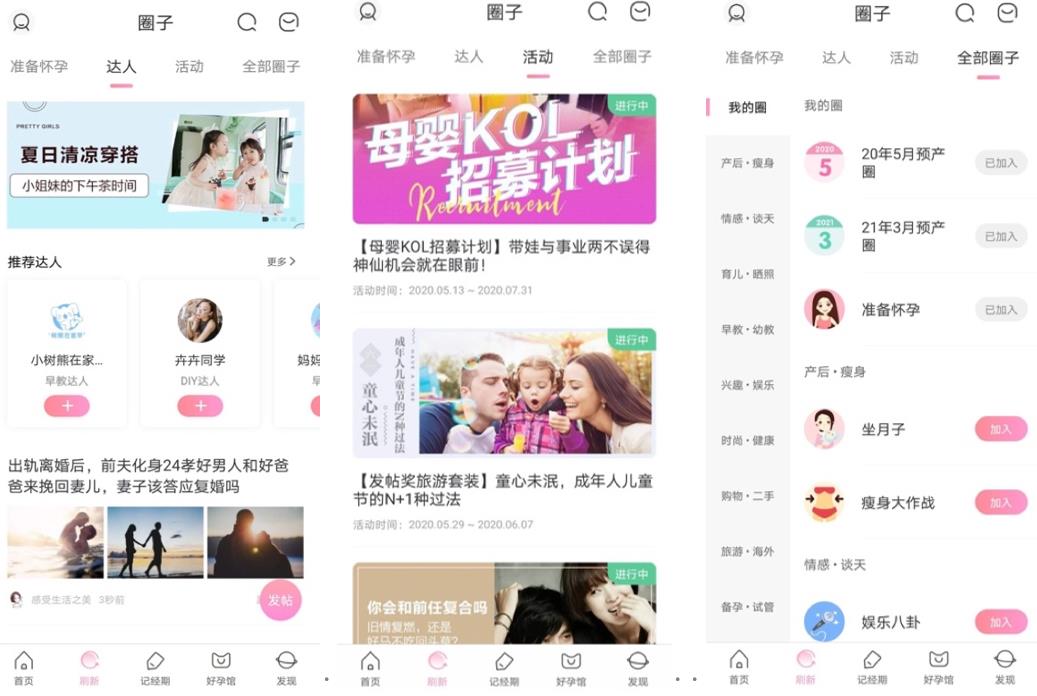 圈子
准备怀孕 达人 活动 全部圈子
PRETTY GIRLS
夏日清凉穿搭
小姐妹的下午茶时间
推荐达人
更多
小树熊在家...
早教达人
卉卉同学
DIY达人
妈妈
出轨离婚后，前夫化身24孝好男人和好爸
爸来挽回妻儿，妻子该答应复婚吗
感受生活之美 3秒前
发帖
首页 刷新 记经期 好孕馆 发现
圈子
准备怀孕 达人 活动 全部圈子
进行中
母婴KOL
招募计划
Recruitment
【母婴KOL招募计划】带娃与事业两不误得
神仙机会就在眼前！
活动时间：2020.05.13 ~ 2020.07.31
进行中
成年人儿童节的N种过法
HAVE A TIME
童心未泯
【发帖奖旅游套装】童心未泯，成年人儿童
节的N+1种过法
活动时间：2020.05.29 ~ 2020.06.07
进行中
你会和前任复合吗
旧情复燃，还是
好马不吃回头草？
首页 刷新 记经期 好孕馆 发现
圈子
准备怀孕 达人 活动 全部圈子
我的圈
产后·瘦身
情感·谈天
育儿·晒照
早教·幼教
兴趣·娱乐
时尚·健康
购物·二手
旅游·海外
备孕·试管
我的圈
2020
5
20年5月预产
圈
已加入
2021
3
21年3月预产
圈
已加入
准备怀孕
已加入
产后·瘦身
坐月子
加入
瘦身大作战
加入
情感·谈天
娱乐八卦
加入
首页 刷新 记经期 好孕馆 发现